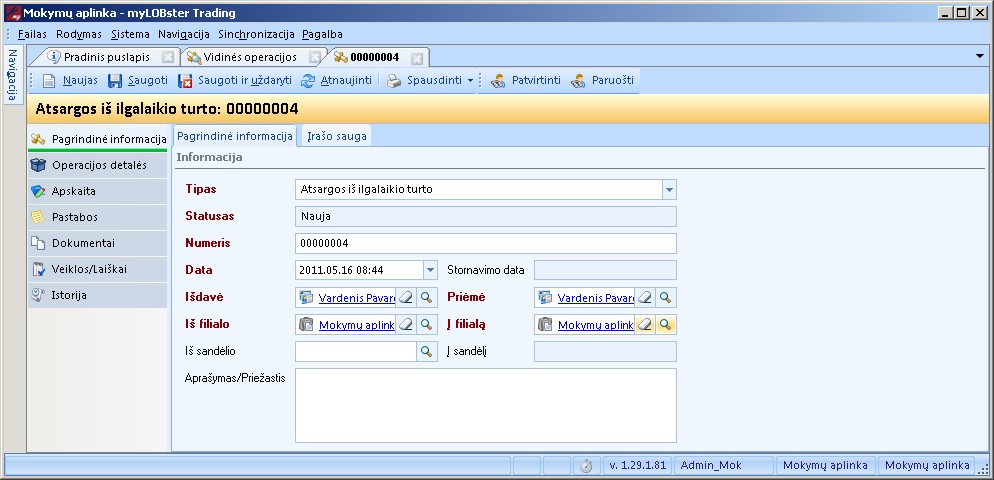 Mokymų aplinka - myLOBster Trading
Failas Rodymas Sistema Navigacija Sinchronizacija Pagalba
Navigacija
Pradinis puslapis Vidinės operacijos 00000004
Naujas Saugoti Saugoti ir uždaryti Atnaujinti Spausdinti Patvirtinti Paruošti
Atsargos iš ilgalaikio turto: 00000004
Pagrindinė informacija
Operacijos detalės
Apskaita
Pastabos
Dokumentai
Veiklos/Laiškai
Istorija
Pagrindinė informacija Įrašo sauga
Informacija
Tipas Atsargos iš ilgalaikio turto
Statusas Nauja
Numeris 00000004
Data 2011.05.16 08:44 Stornavimo data
Išdavė Vardenis Pavar Priėmė Vardenis Pavar
Iš filialo Mokymų aplink Į filialą Mokymų aplink
Iš sandėlio Į sandėlį
Aprašymas/Priežastis
v. 1.29.1.81 Admin_Mok Mokymų aplinka Mokymų aplinka